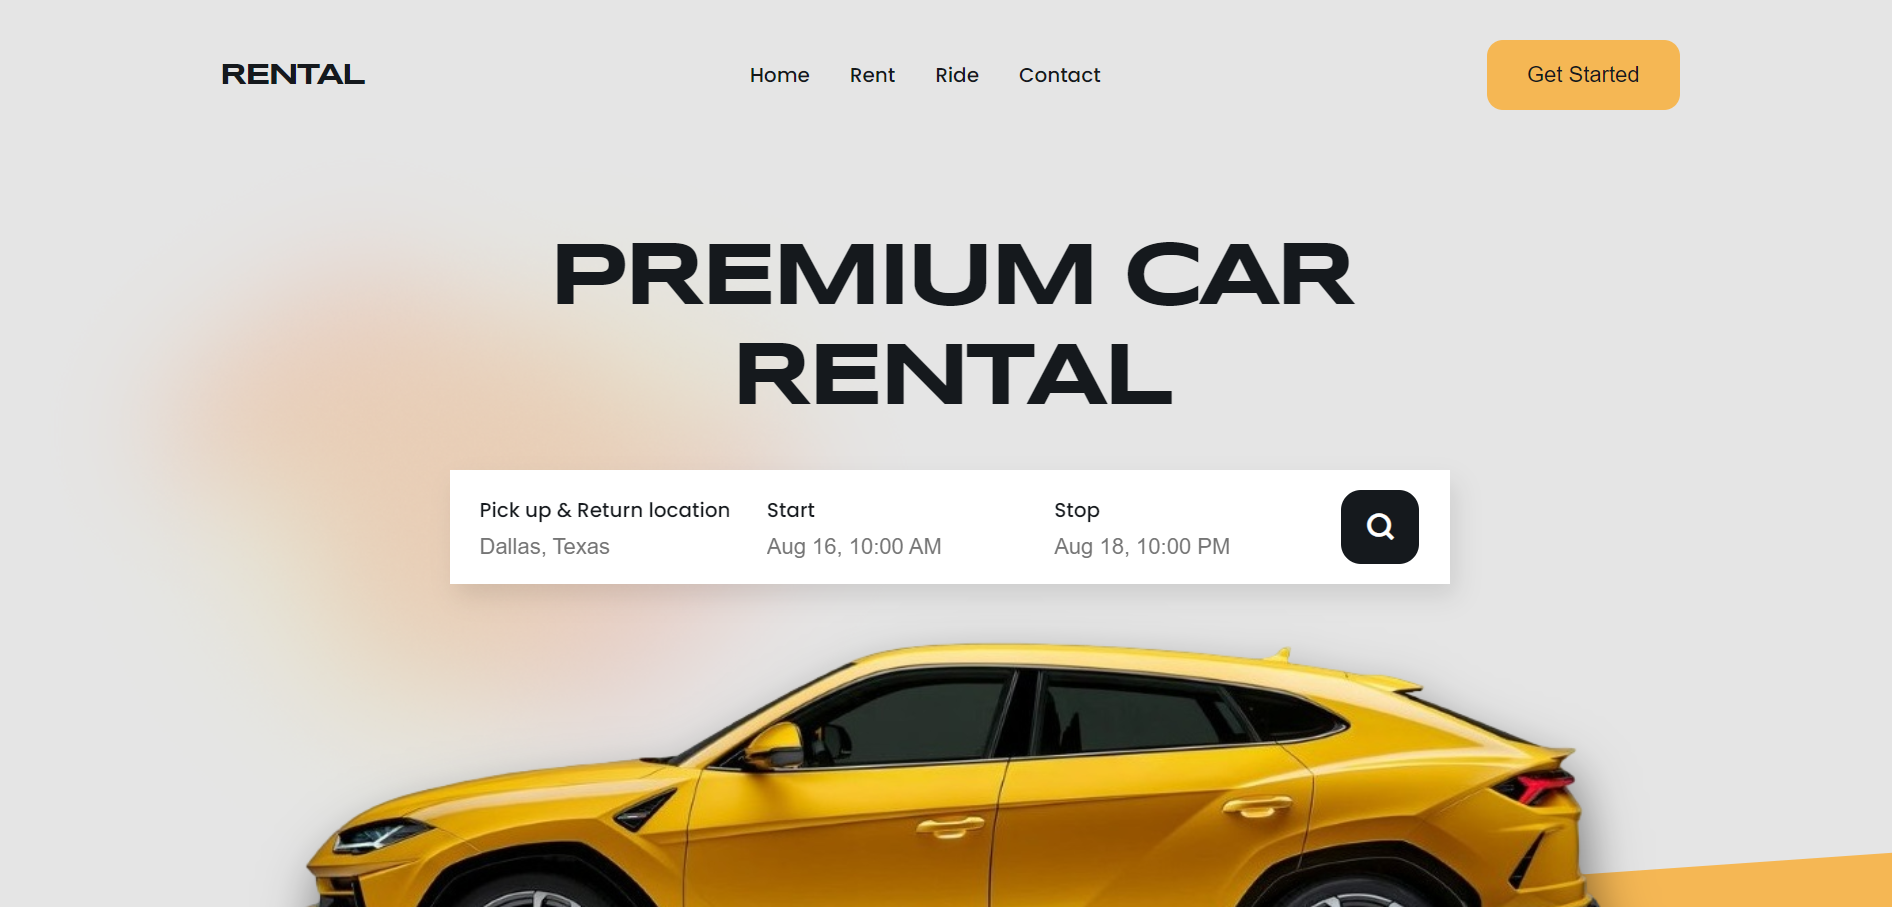 RENTAL
Home Rent Ride Contact
Get Started
PREMIUM CAR
RENTAL
Pick up & Return location Start Stop
Dallas, Texas Aug 16, 10:00 AM Aug 18, 10:00 PM